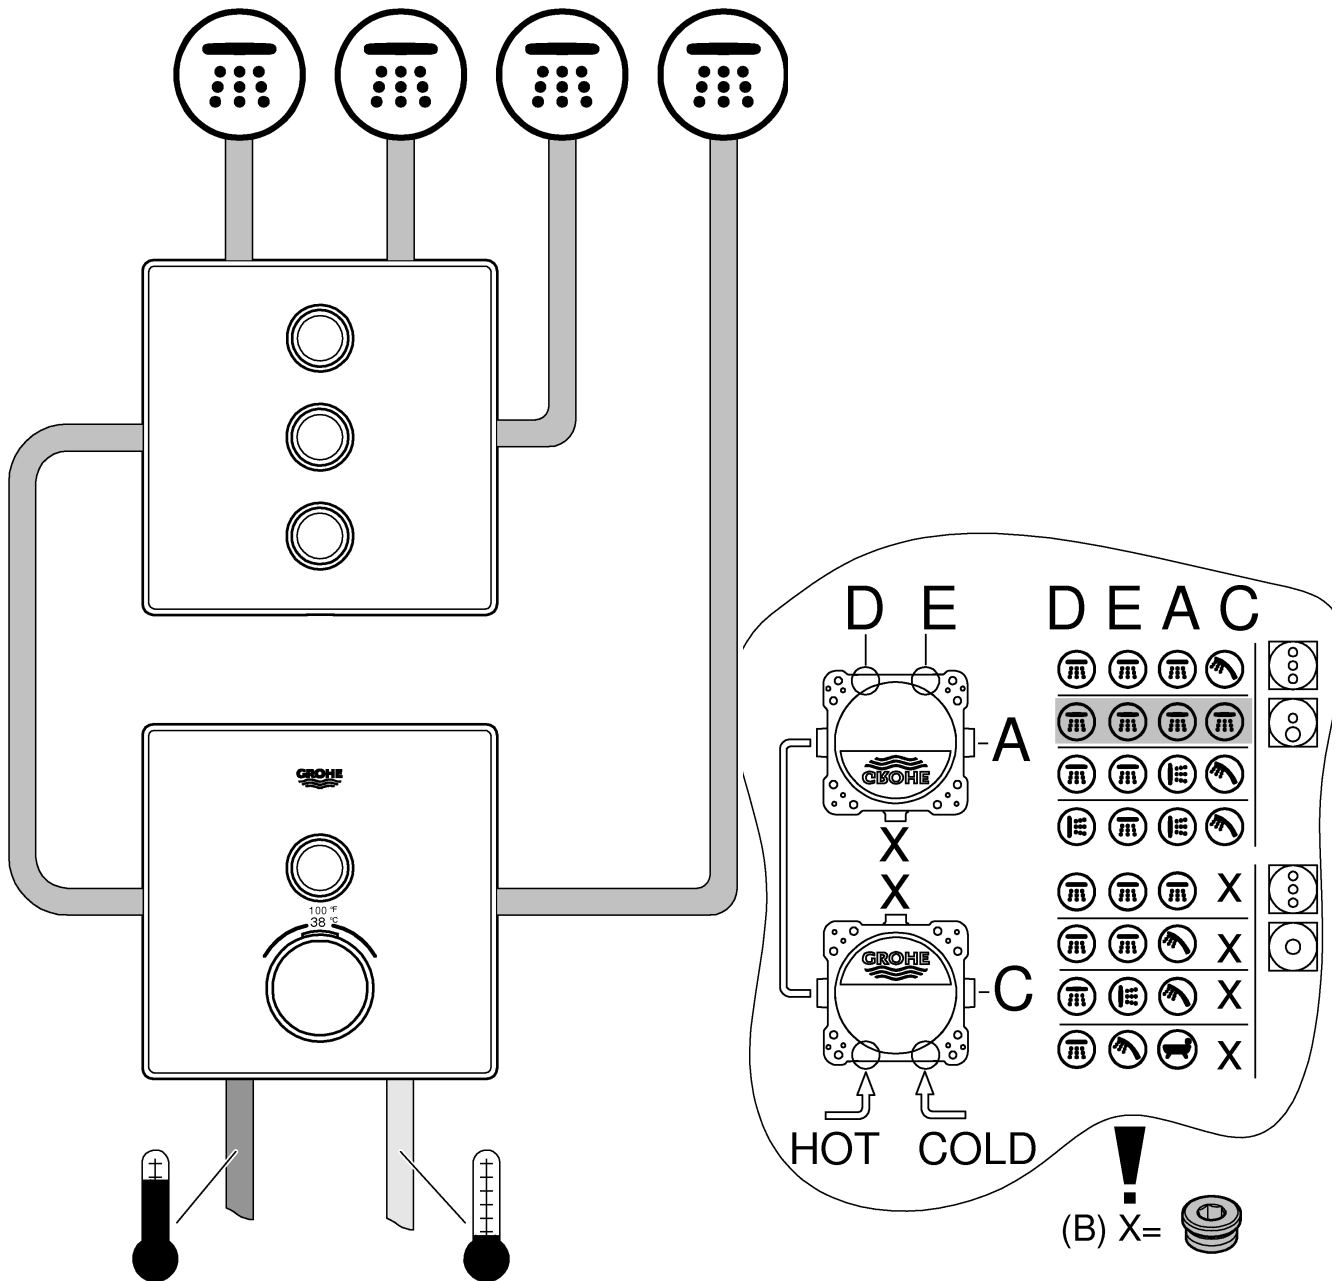 GROHE
100 °F
38 °C
D E
D E A C
A
GROHE
X
X
GROHE
C
X
X
X
X
HOT COLD
!
(B) X=